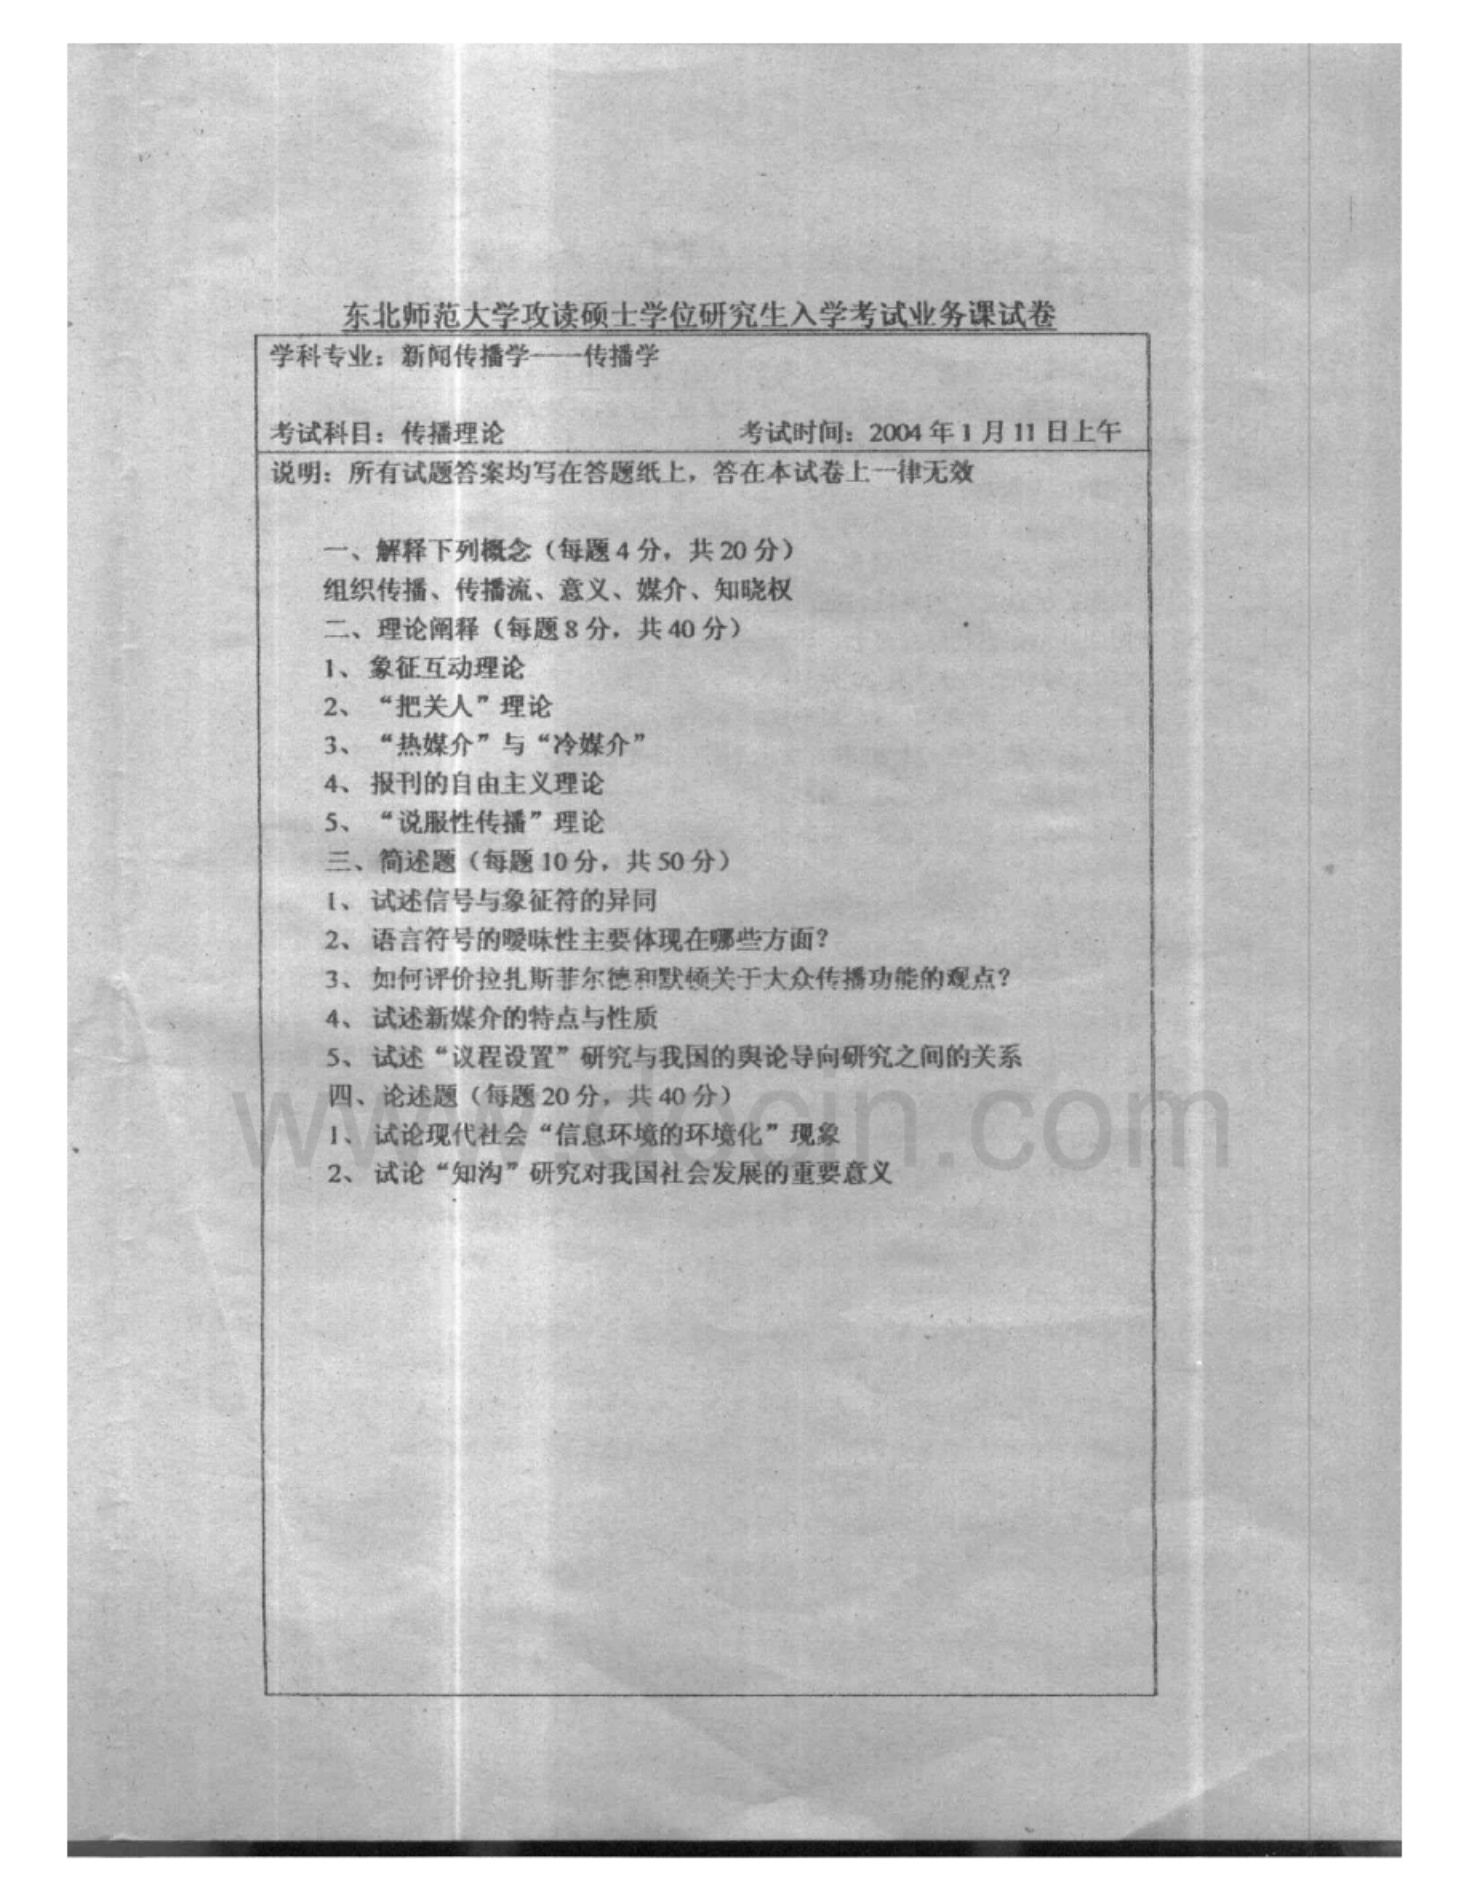 东北师范大学攻读硕士学位研究生入学考试业务课试卷
学科专业：新闻传播学——传播学
考试科目：传播理论 考试时间：2004年1月11日上午
说明：所有试题答案均写在答题纸上，答在本试卷上一律无效
一、解释下列概念（每题4分，共20分）
组织传播、传播流、意义、媒介、知晓权
二、理论阐释（每题8分，共40分）
1、象征互动理论
2、“把关人”理论
3、“热媒介”与“冷媒介”
4、报刊的自由主义理论
5、“说服性传播”理论
三、简述题（每题10分，共50分）
1、试述信号与象征符的异同
2、语言符号的暧昧性主要体现在哪些方面？
3、如何评价拉扎斯菲尔德和默顿关于大众传播功能的观点？
4、试述新媒介的特点与性质
5、试述“议程设置”研究与我国的舆论导向研究之间的关系
四、论述题（每题20分，共40分）
1、试论现代社会“信息环境的环境化”现象
2、试论“知沟”研究对我国社会发展的重要意义
www.docin.com